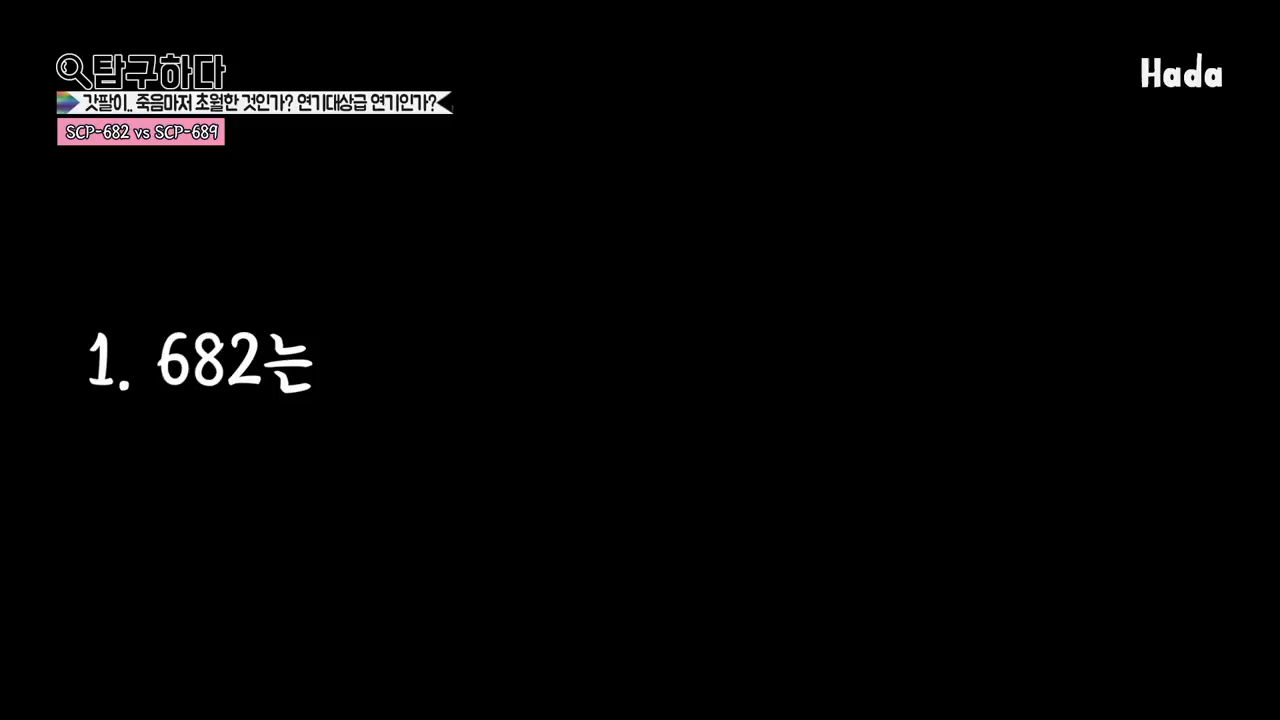 탐구하다
Hada
갓팔이.. 죽음마저 초월한 것인가? 연기대상급 연기인가?
SCP-682 vs SCP-689
1. 682는